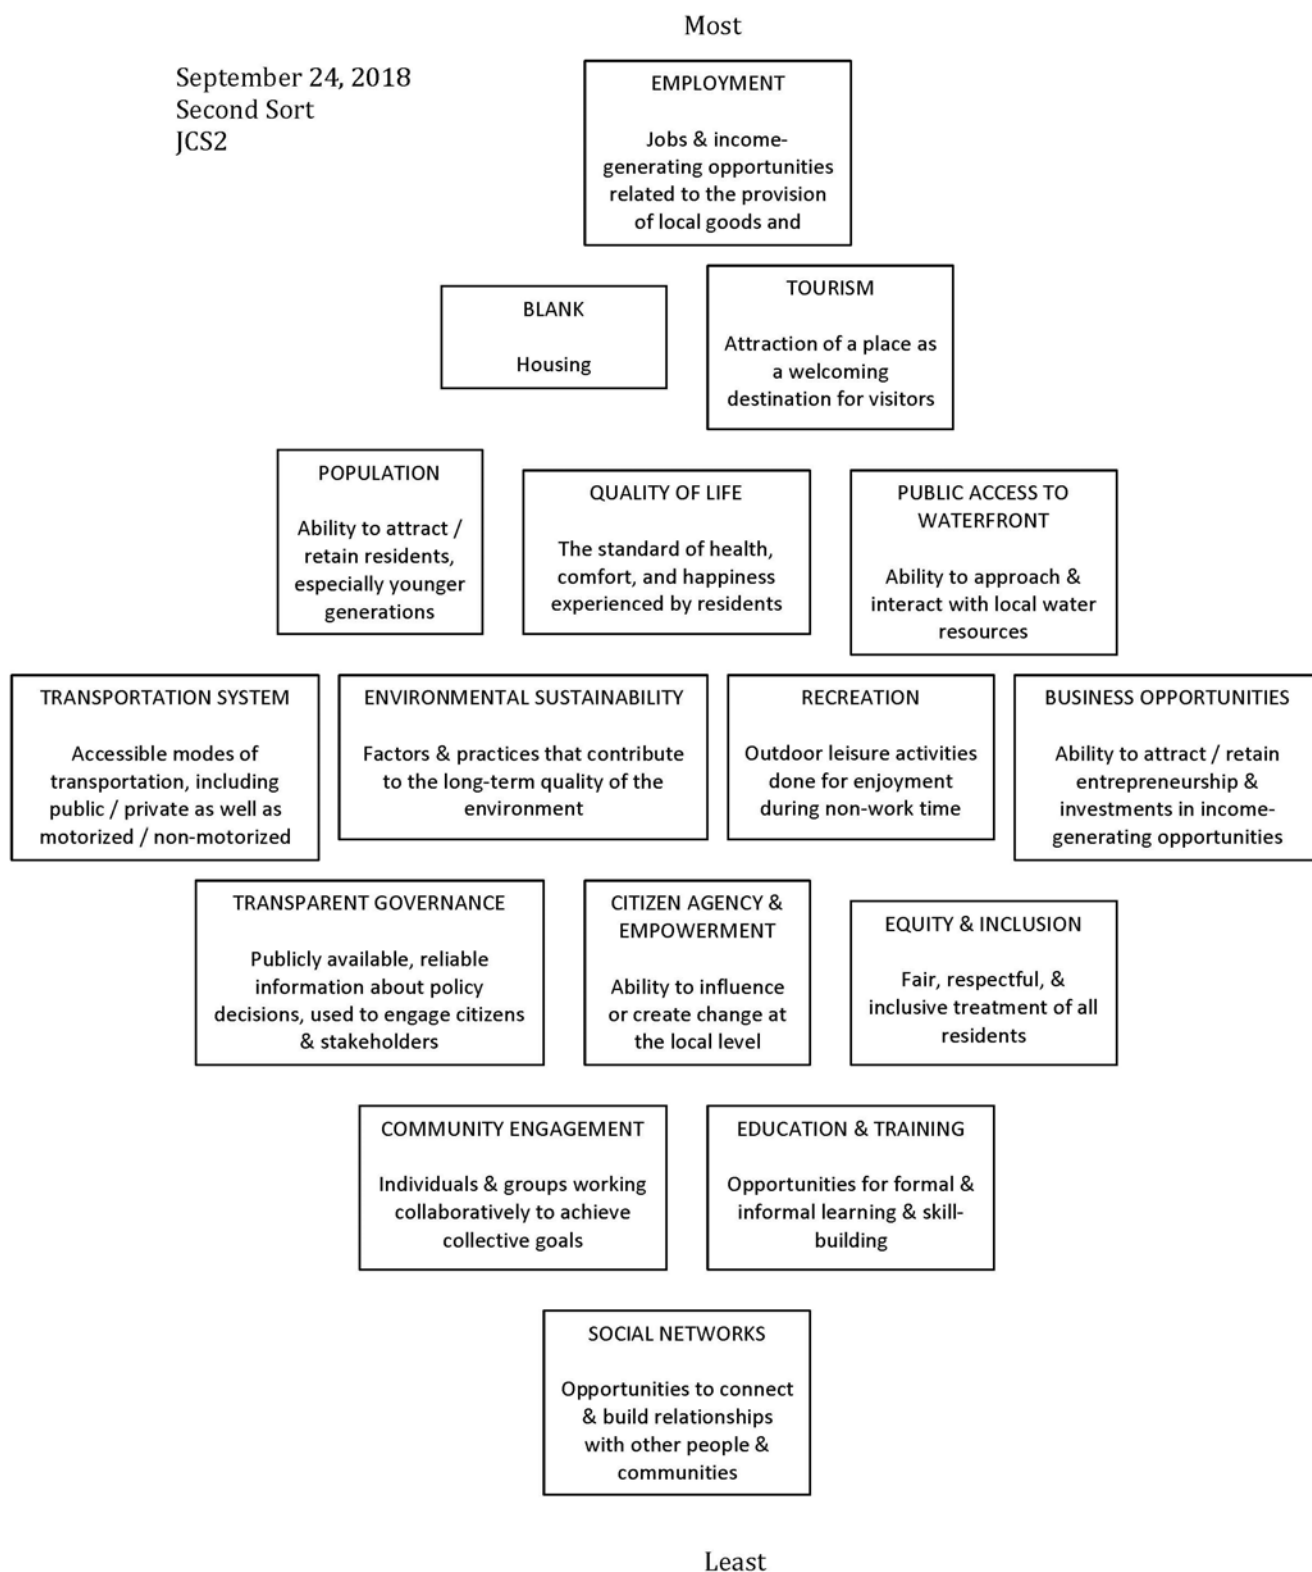 Most
September 24, 2018
Second Sort
JCS2
EMPLOYMENT
Jobs & income-
generating opportunities
related to the provision
of local goods and
BLANK
Housing
TOURISM
Attraction of a place as
a welcoming
destination for visitors
POPULATION
Ability to attract /
retain residents,
especially younger
generations
QUALITY OF LIFE
The standard of health,
comfort, and happiness
experienced by residents
PUBLIC ACCESS TO
WATERFRONT
Ability to approach &
interact with local water
resources
TRANSPORTATION SYSTEM
Accessible modes of
transportation, including
public / private as well as
motorized / non-motorized
ENVIRONMENTAL SUSTAINABILITY
Factors & practices that contribute
to the long-term quality of the
environment
RECREATION
Outdoor leisure activities
done for enjoyment
during non-work time
BUSINESS OPPORTUNITIES
Ability to attract / retain
entrepreneurship &
investments in income-
generating opportunities
TRANSPARENT GOVERNANCE
Publicly available, reliable
information about policy
decisions, used to engage citizens
& stakeholders
CITIZEN AGENCY &
EMPOWERMENT
Ability to influence
or create change at
the local level
EQUITY & INCLUSION
Fair, respectful, &
inclusive treatment of all
residents
COMMUNITY ENGAGEMENT
Individuals & groups working
collaboratively to achieve
collective goals
EDUCATION & TRAINING
Opportunities for formal &
informal learning & skill-
building
SOCIAL NETWORKS
Opportunities to connect
& build relationships
with other people &
communities
Least